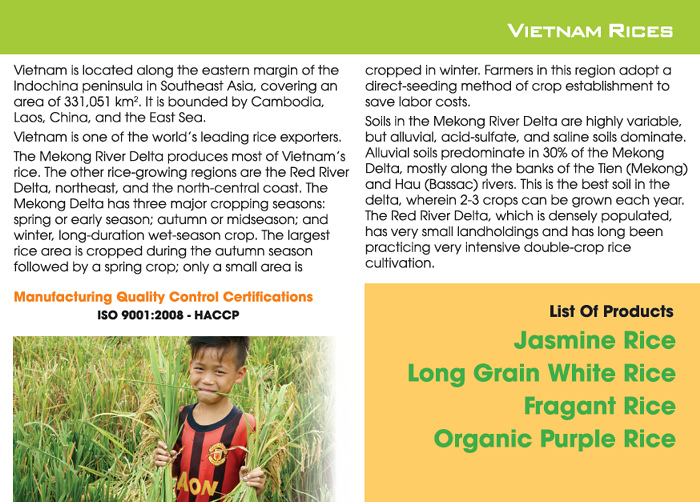 VIETNAM RICES
Vietnam is located along the eastern margin of the
Indochina peninsula in Southeast Asia, covering an
area of 331,051 km². It is bounded by Cambodia,
Laos, China, and the East Sea.
Vietnam is one of the world's leading rice exporters.
The Mekong River Delta produces most of Vietnam's
rice. The other rice-growing regions are the Red River
Delta, northeast, and the north-central coast. The
Mekong Delta has three major cropping seasons:
spring or early season; autumn or midseason; and
winter, long-duration wet-season crop. The largest
rice area is cropped during the autumn season
followed by a spring crop; only a small area is
cropped in winter. Farmers in this region adopt a
direct-seeding method of crop establishment to
save labor costs.
Soils in the Mekong River Delta are highly variable,
but alluvial, acid-sulfate, and saline soils dominate.
Alluvial soils predominate in 30% of the Mekong
Delta, mostly along the banks of the Tien (Mekong)
and Hau (Bassac) rivers. This is the best soil in the
delta, wherein 2-3 crops can be grown each year.
The Red River Delta, which is densely populated,
has very small landholdings and has long been
practicing very intensive double-crop rice
cultivation.
Manufacturing Quality Control Certifications
ISO 9001:2008 - HACCP
AON
List Of Products
Jasmine Rice
Long Grain White Rice
Fragant Rice
Organic Purple Rice